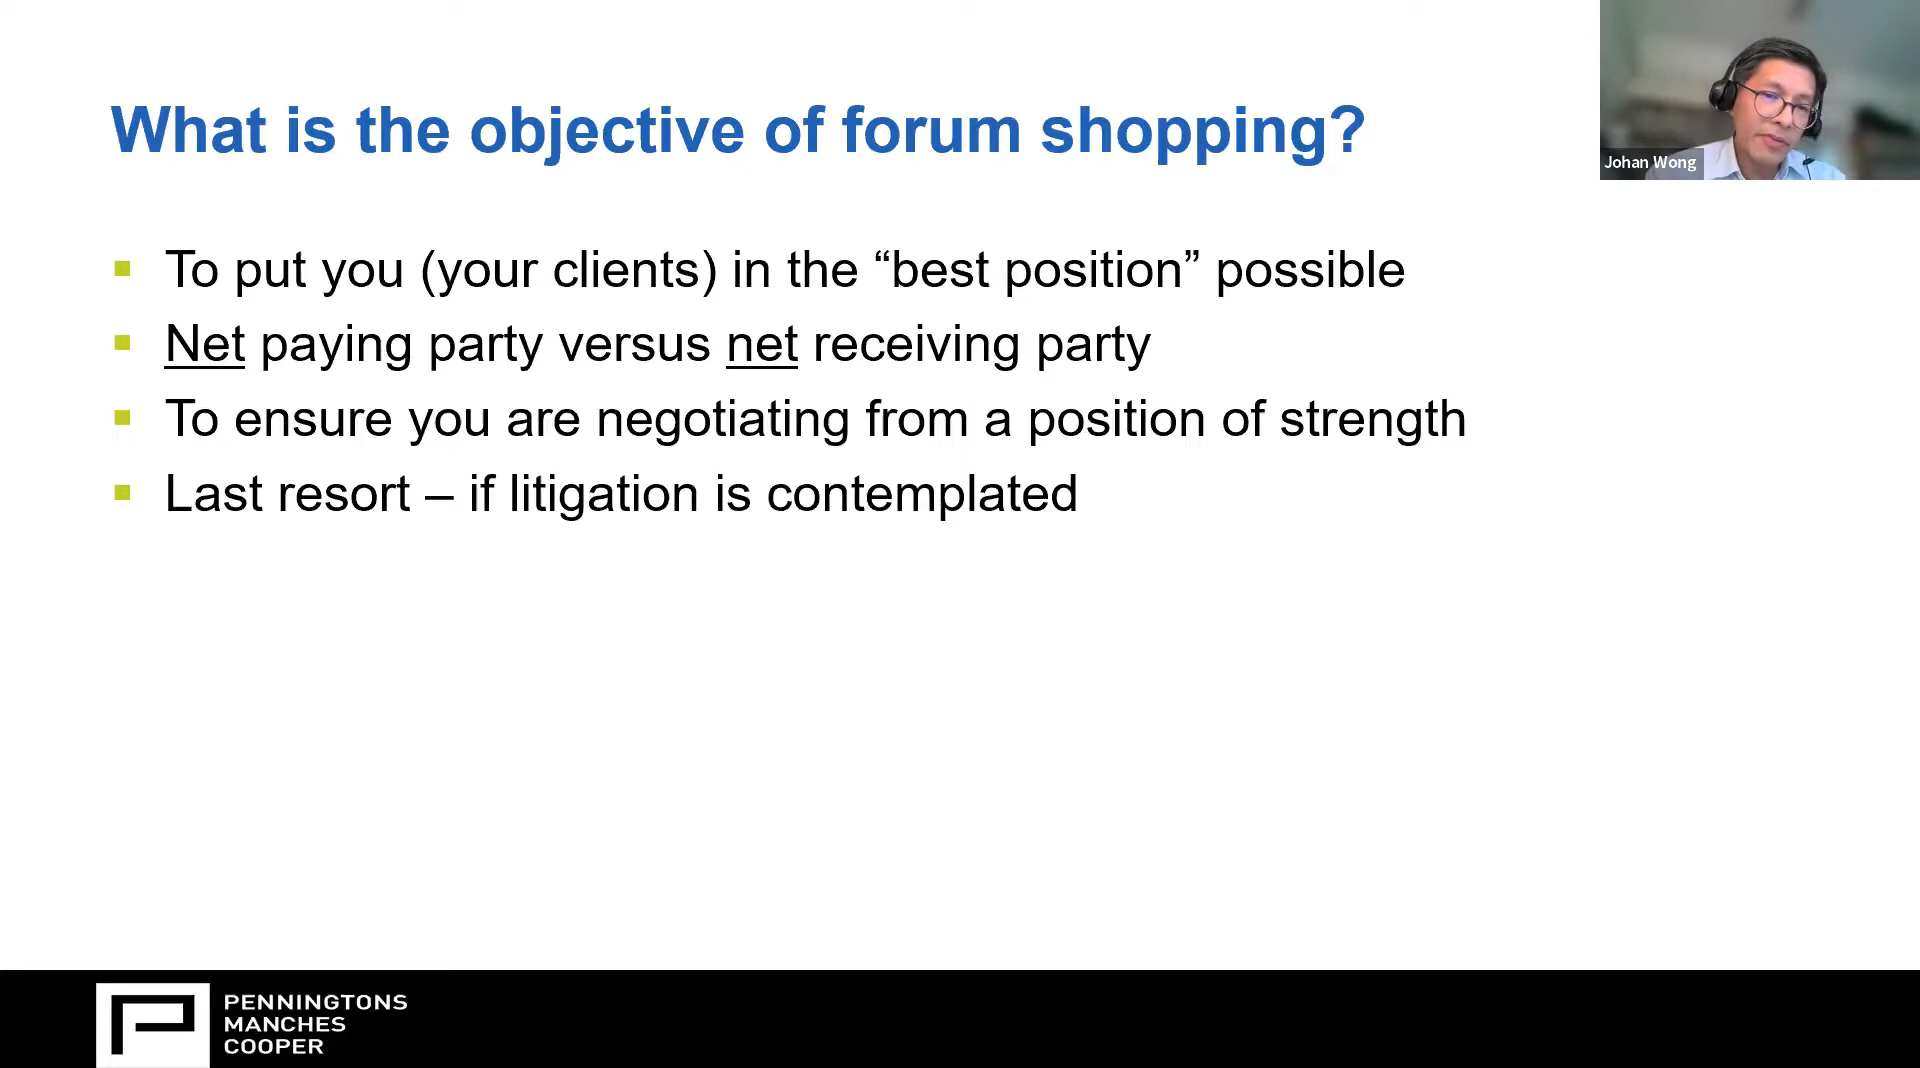 What is the objective of forum shopping?
Johan Wong
To put you (your clients) in the “best position” possible
Net paying party versus net receiving party
To ensure you are negotiating from a position of strength
Last resort – if litigation is contemplated
PENNINGTONS
MANCHES
COOPER